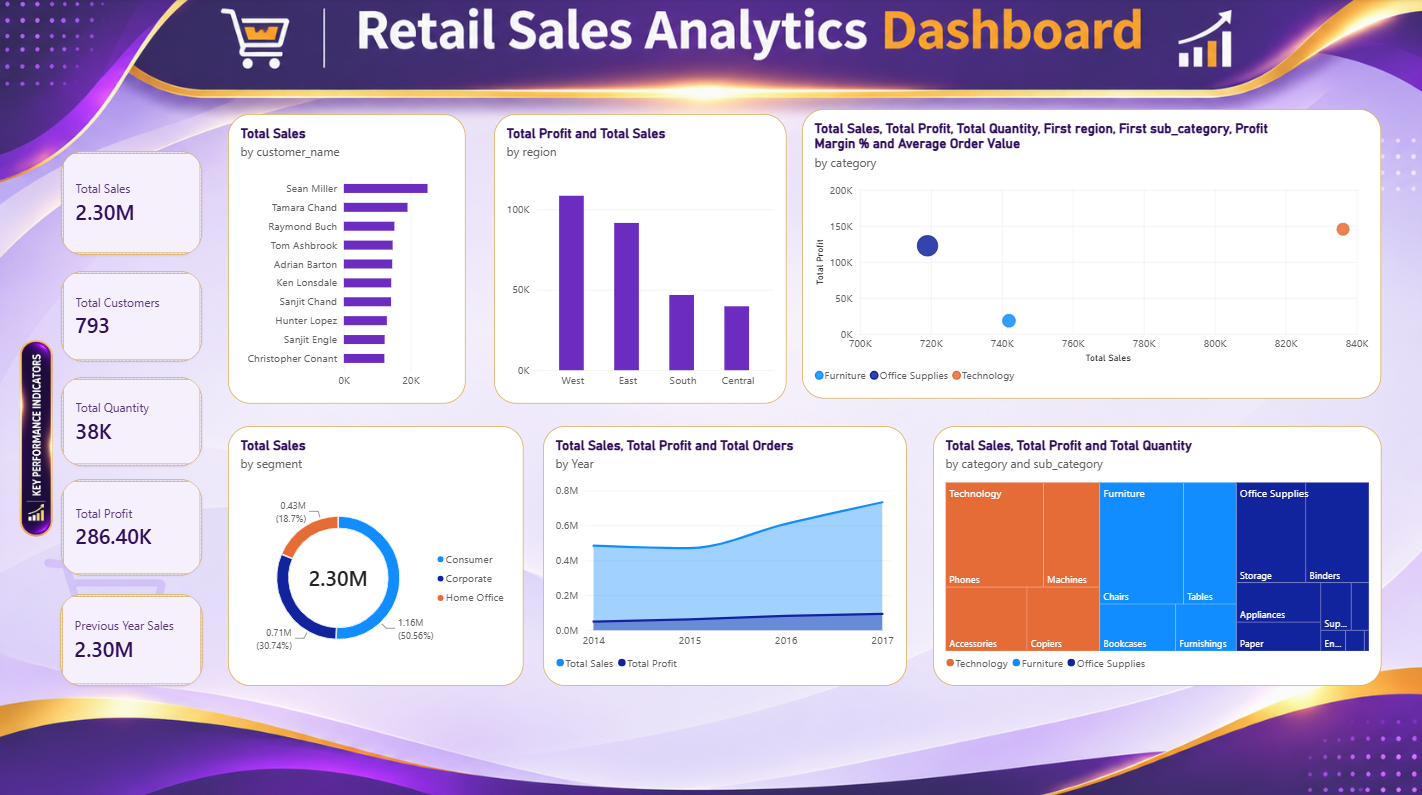 Retail Sales Analytics Dashboard
KEY PERFORMANCE INDICATORS
Total Sales
2.30M
Total Customers
793
Total Quantity
38K
Total Profit
286.40K
Previous Year Sales
2.30M
Total Sales
by customer_name
Sean Miller
Tamara Chand
Raymond Buch
Tom Ashbrook
Adrian Barton
Ken Lonsdale
Sanjit Chand
Hunter Lopez
Sanjit Engle
Christopher Conant
0K 20K
Total Profit and Total Sales
by region
100K
50K
0K
West East South Central
Total Sales, Total Profit, Total Quantity, First region, First sub_category, Profit
Margin % and Average Order Value
by category
Total Profit
200K
150K
100K
50K
0K
700K 720K 740K 760K 780K 800K 820K 840K
Total Sales
Furniture Office Supplies Technology
Total Sales
by segment
0.43M
(18.7%)
2.30M
0.71M
(30.74%)
1.16M
(50.56%)
Consumer
Corporate
Home Office
Total Sales, Total Profit and Total Orders
by Year
0.8M
0.6M
0.4M
0.2M
0.0M
2014 2015 2016 2017
Total Sales Total Profit
Total Sales, Total Profit and Total Quantity
by category and sub_category
Technology Furniture Office Supplies
Phones Machines Chairs Tables Storage Binders
Accessories Copiers Bookcases Furnishings Appliances Sup...
Paper En...
Technology Furniture Office Supplies